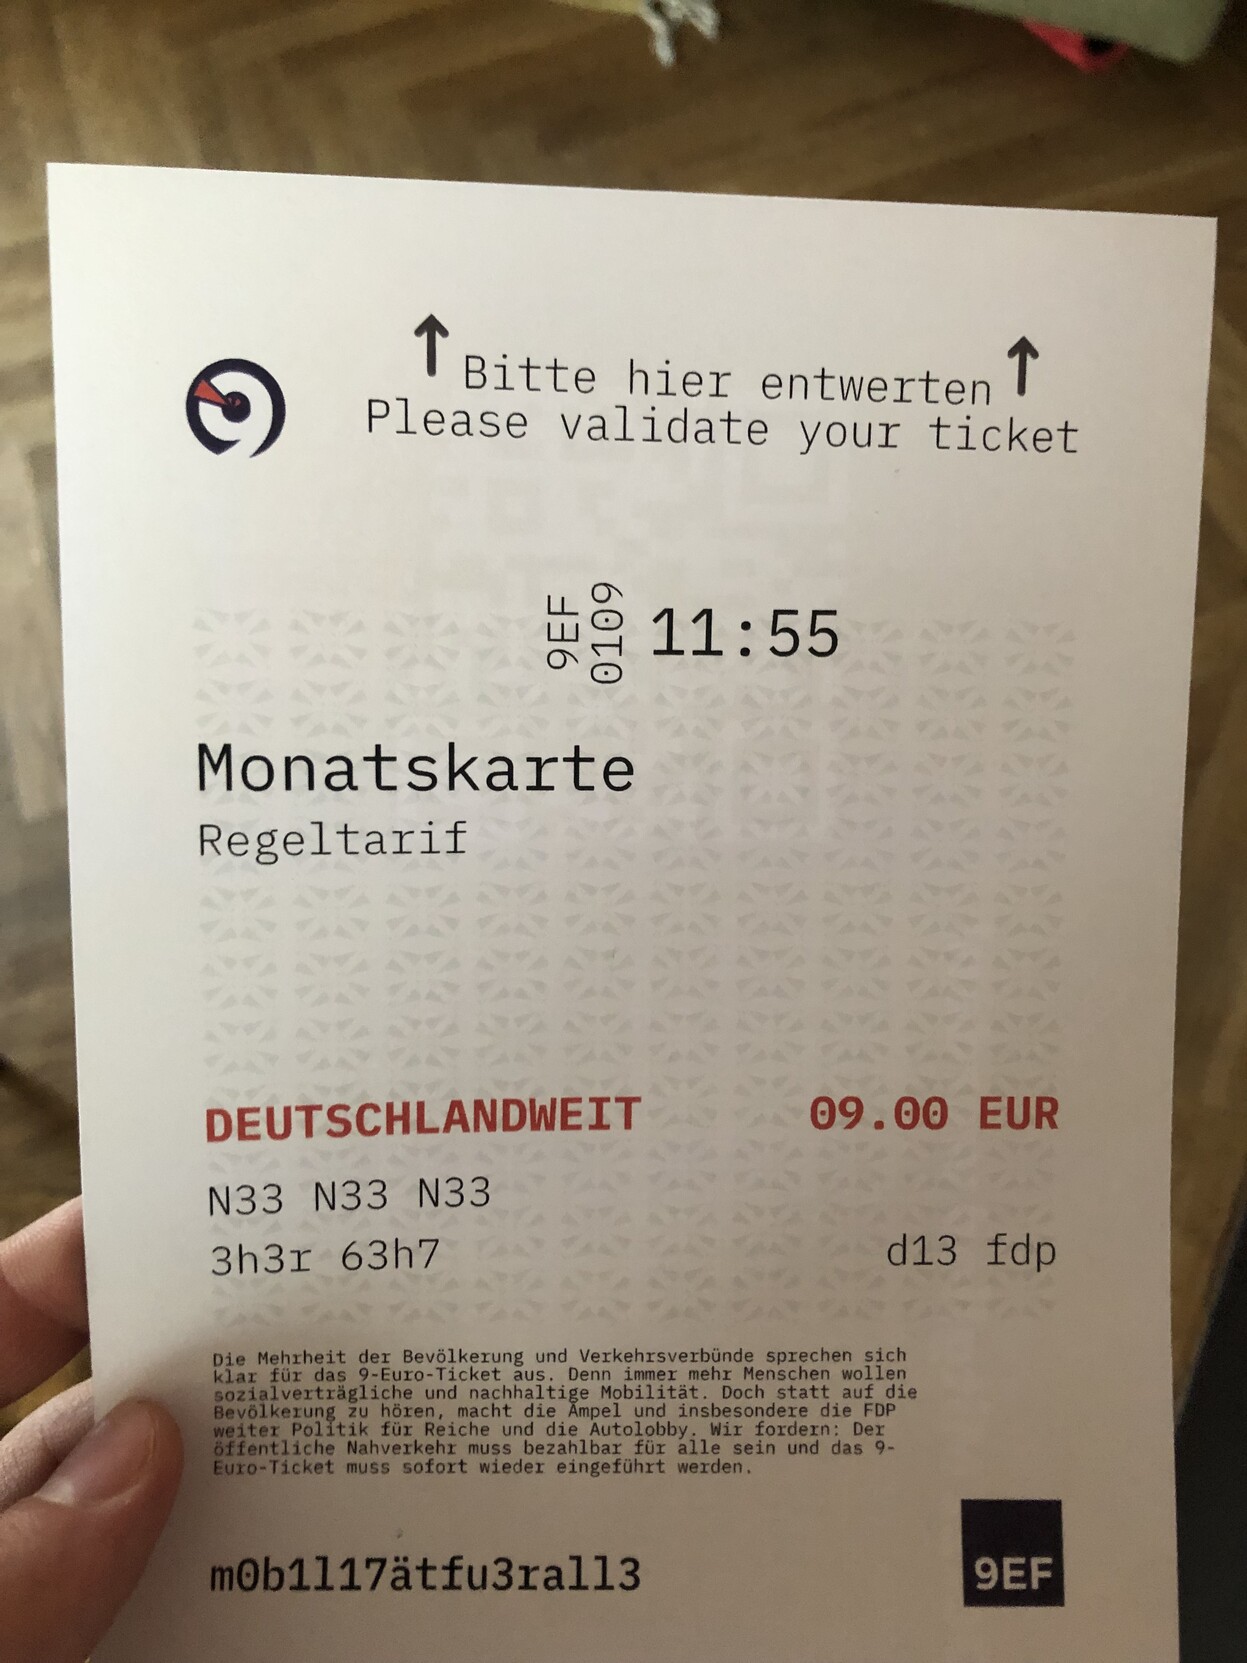 ↑ Bitte hier entwerten ↑
Please validate your ticket
9EF
0109
11:55
Monatskarte
Regeltarif
DEUTSCHLANDWEIT 09.00 EUR
N33 N33 N33
3h3r 63h7 d13 fdp
Die Mehrheit der Bevölkerung und Verkehrsverbünde sprechen sich
klar für das 9-Euro-Ticket aus. Denn immer mehr Menschen wollen
sozialverträgliche und nachhaltige Mobilität. Doch statt auf die
Bevölkerung zu hören, macht die Ampel und insbesondere die FDP
weiter Politik für Reiche und die Autolobby. Wir fordern: Der
öffentliche Nahverkehr muss bezahlbar für alle sein und das 9-
Euro-Ticket muss sofort wieder eingeführt werden.
m0b1l17ätfu3rall3
9EF